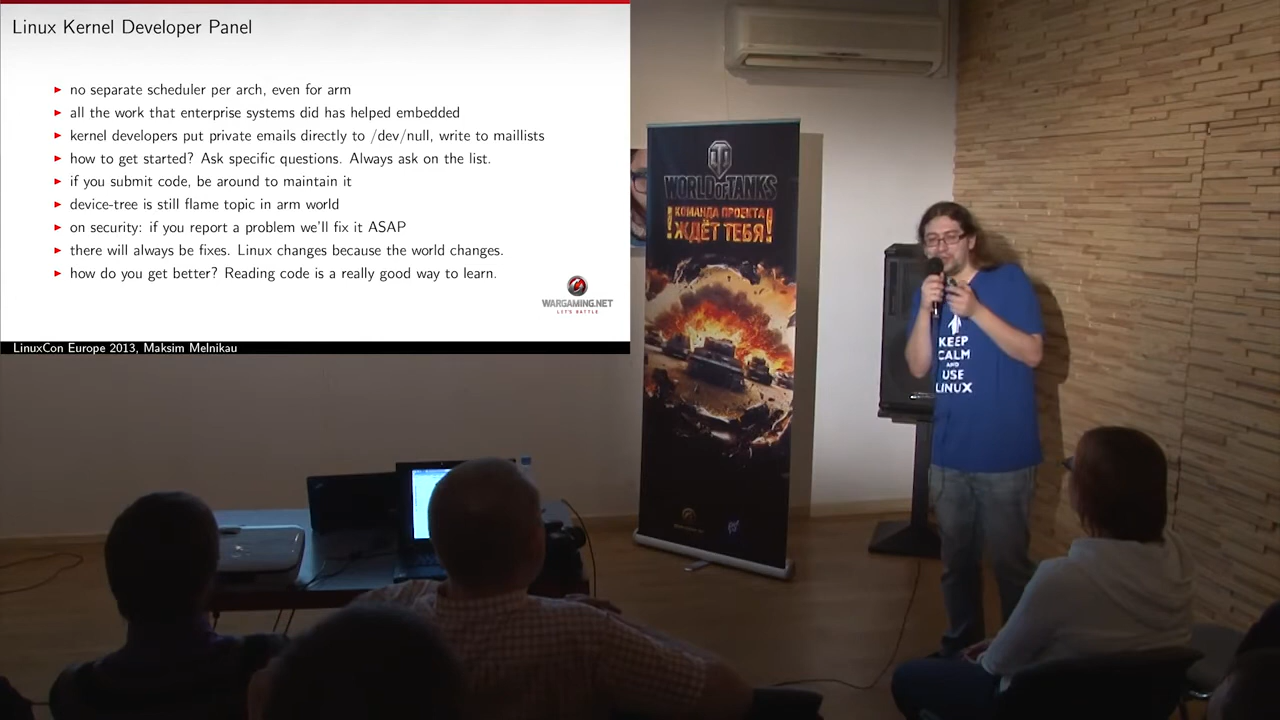 Linux Kernel Developer Panel
▶ no separate scheduler per arch, even for arm
▶ all the work that enterprise systems did has helped embedded
▶ kernel developers put private emails directly to /dev/null, write to maillists
▶ how to get started? Ask specific questions. Always ask on the list.
▶ if you submit code, be around to maintain it
▶ device-tree is still flame topic in arm world
▶ on security: if you report a problem we'll fix it ASAP
▶ there will always be fixes. Linux changes because the world changes.
▶ how do you get better? Reading code is a really good way to learn.
WARGAMING.NET
LET'S BATTLE
LinuxCon Europe 2013, Maksim Melnikau
WORLD OF TANKS
КОМАНДА ПРОЕКТА
ЖДЁТ ТЕБЯ!
KEEP
CALM
AND
USE
LINUX